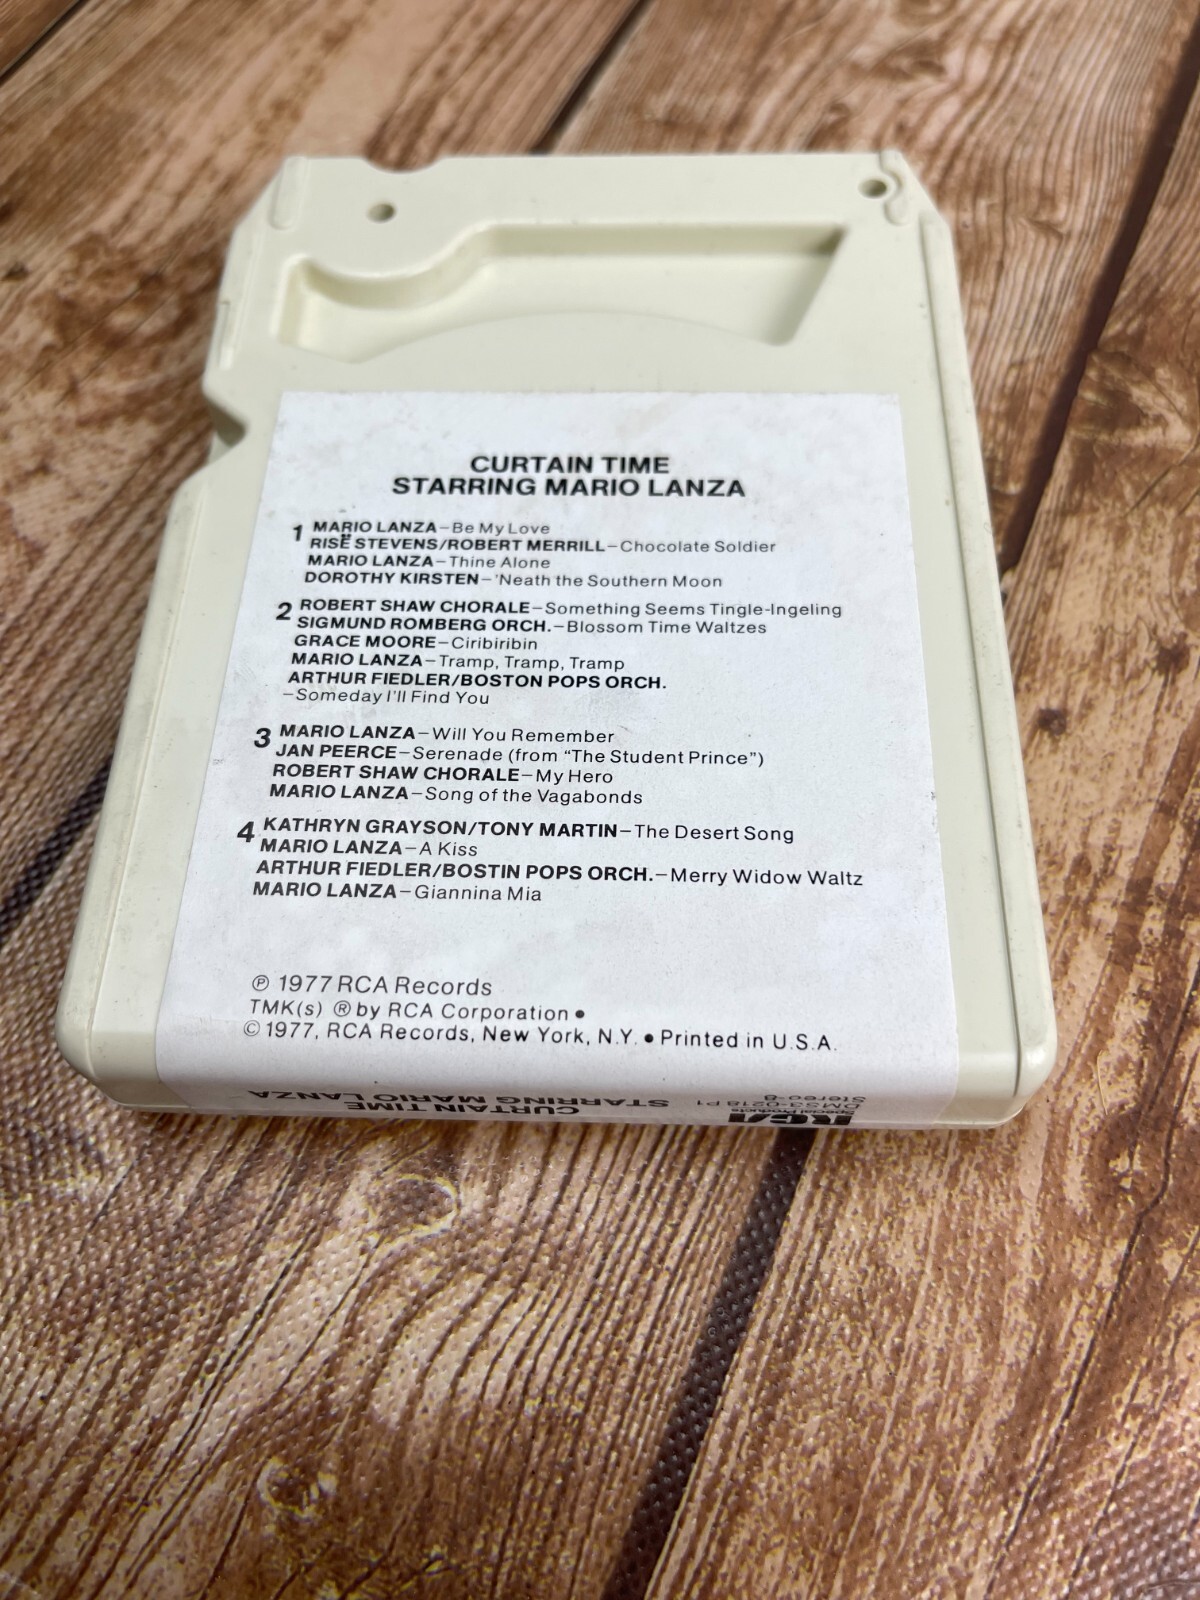 CURTAIN TIME
STARRING MARIO LANZA
1 MARIO LANZA–Be My Love
RISË STEVENS/ROBERT MERRILL–Chocolate Soldier
MARIO LANZA–Thine Alone
DOROTHY KIRSTEN–'Neath the Southern Moon
2 ROBERT SHAW CHORALE–Something Seems Tingle-Ingeling
SIGMUND ROMBERG ORCH.–Blossom Time Waltzes
GRACE MOORE–Ciribiribin
MARIO LANZA–Tramp, Tramp, Tramp
ARTHUR FIEDLER/BOSTON POPS ORCH.
–Someday I'll Find You
3 MARIO LANZA–Will You Remember
JAN PEERCE–Serenade (from “The Student Prince”)
ROBERT SHAW CHORALE–My Hero
MARIO LANZA–Song of the Vagabonds
4 KATHRYN GRAYSON/TONY MARTIN–The Desert Song
MARIO LANZA–A Kiss
ARTHUR FIEDLER/BOSTIN POPS ORCH.–Merry Widow Waltz
MARIO LANZA–Giannina Mia
℗ 1977 RCA Records
TMK(s) ® by RCA Corporation •
© 1977, RCA Records, New York, N.Y. • Printed in U.S.A.
RCA
Special Products
DVL3-0218 P1
Stereo-8
CURTAIN TIME
STARRING MARIO LANZA